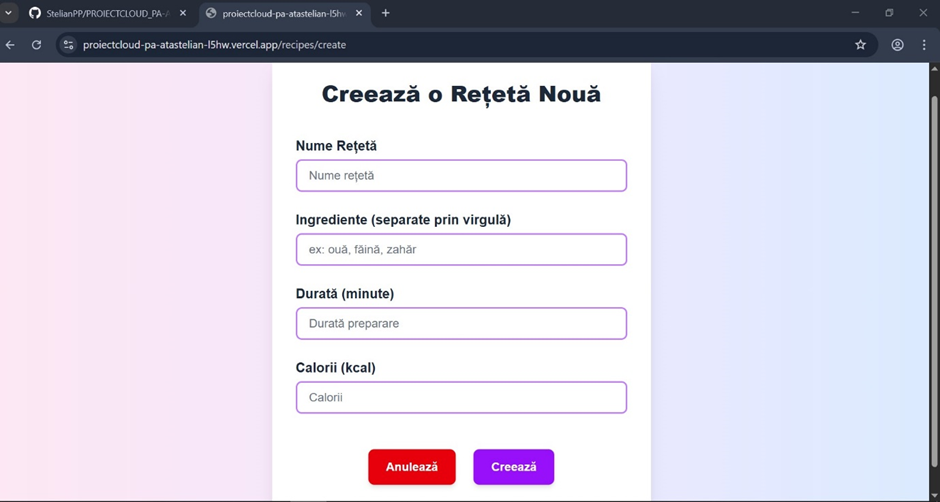 StelianPP/PROIECTCLOUD_PA-A
proiectcloud-pa-atastelian-l5hw
proiectcloud-pa-atastelian-l5hw.vercel.app/recipes/create
Creează o Rețetă Nouă
Nume Rețetă
Nume rețetă
Ingrediente (separate prin virgulă)
ex: ouă, făină, zahăr
Durată (minute)
Durată preparare
Calorii (kcal)
Calorii
Anulează Creează